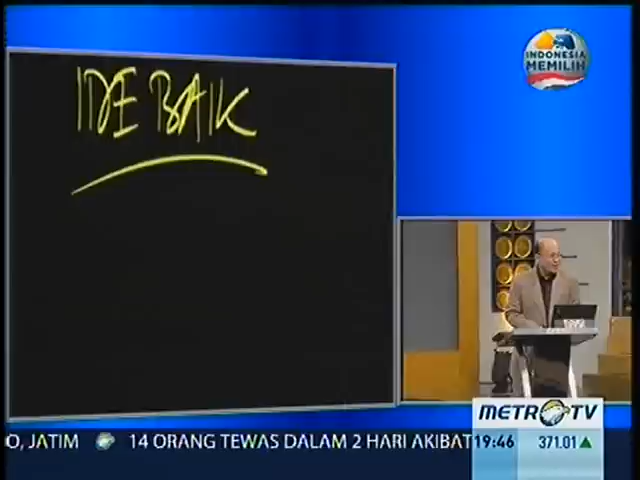 IDE BAIK
INDONESIA
MEMILIH
METRO TV
O, JATIM 14 ORANG TEWAS DALAM 2 HARI AKIBAT
19:46 371.01